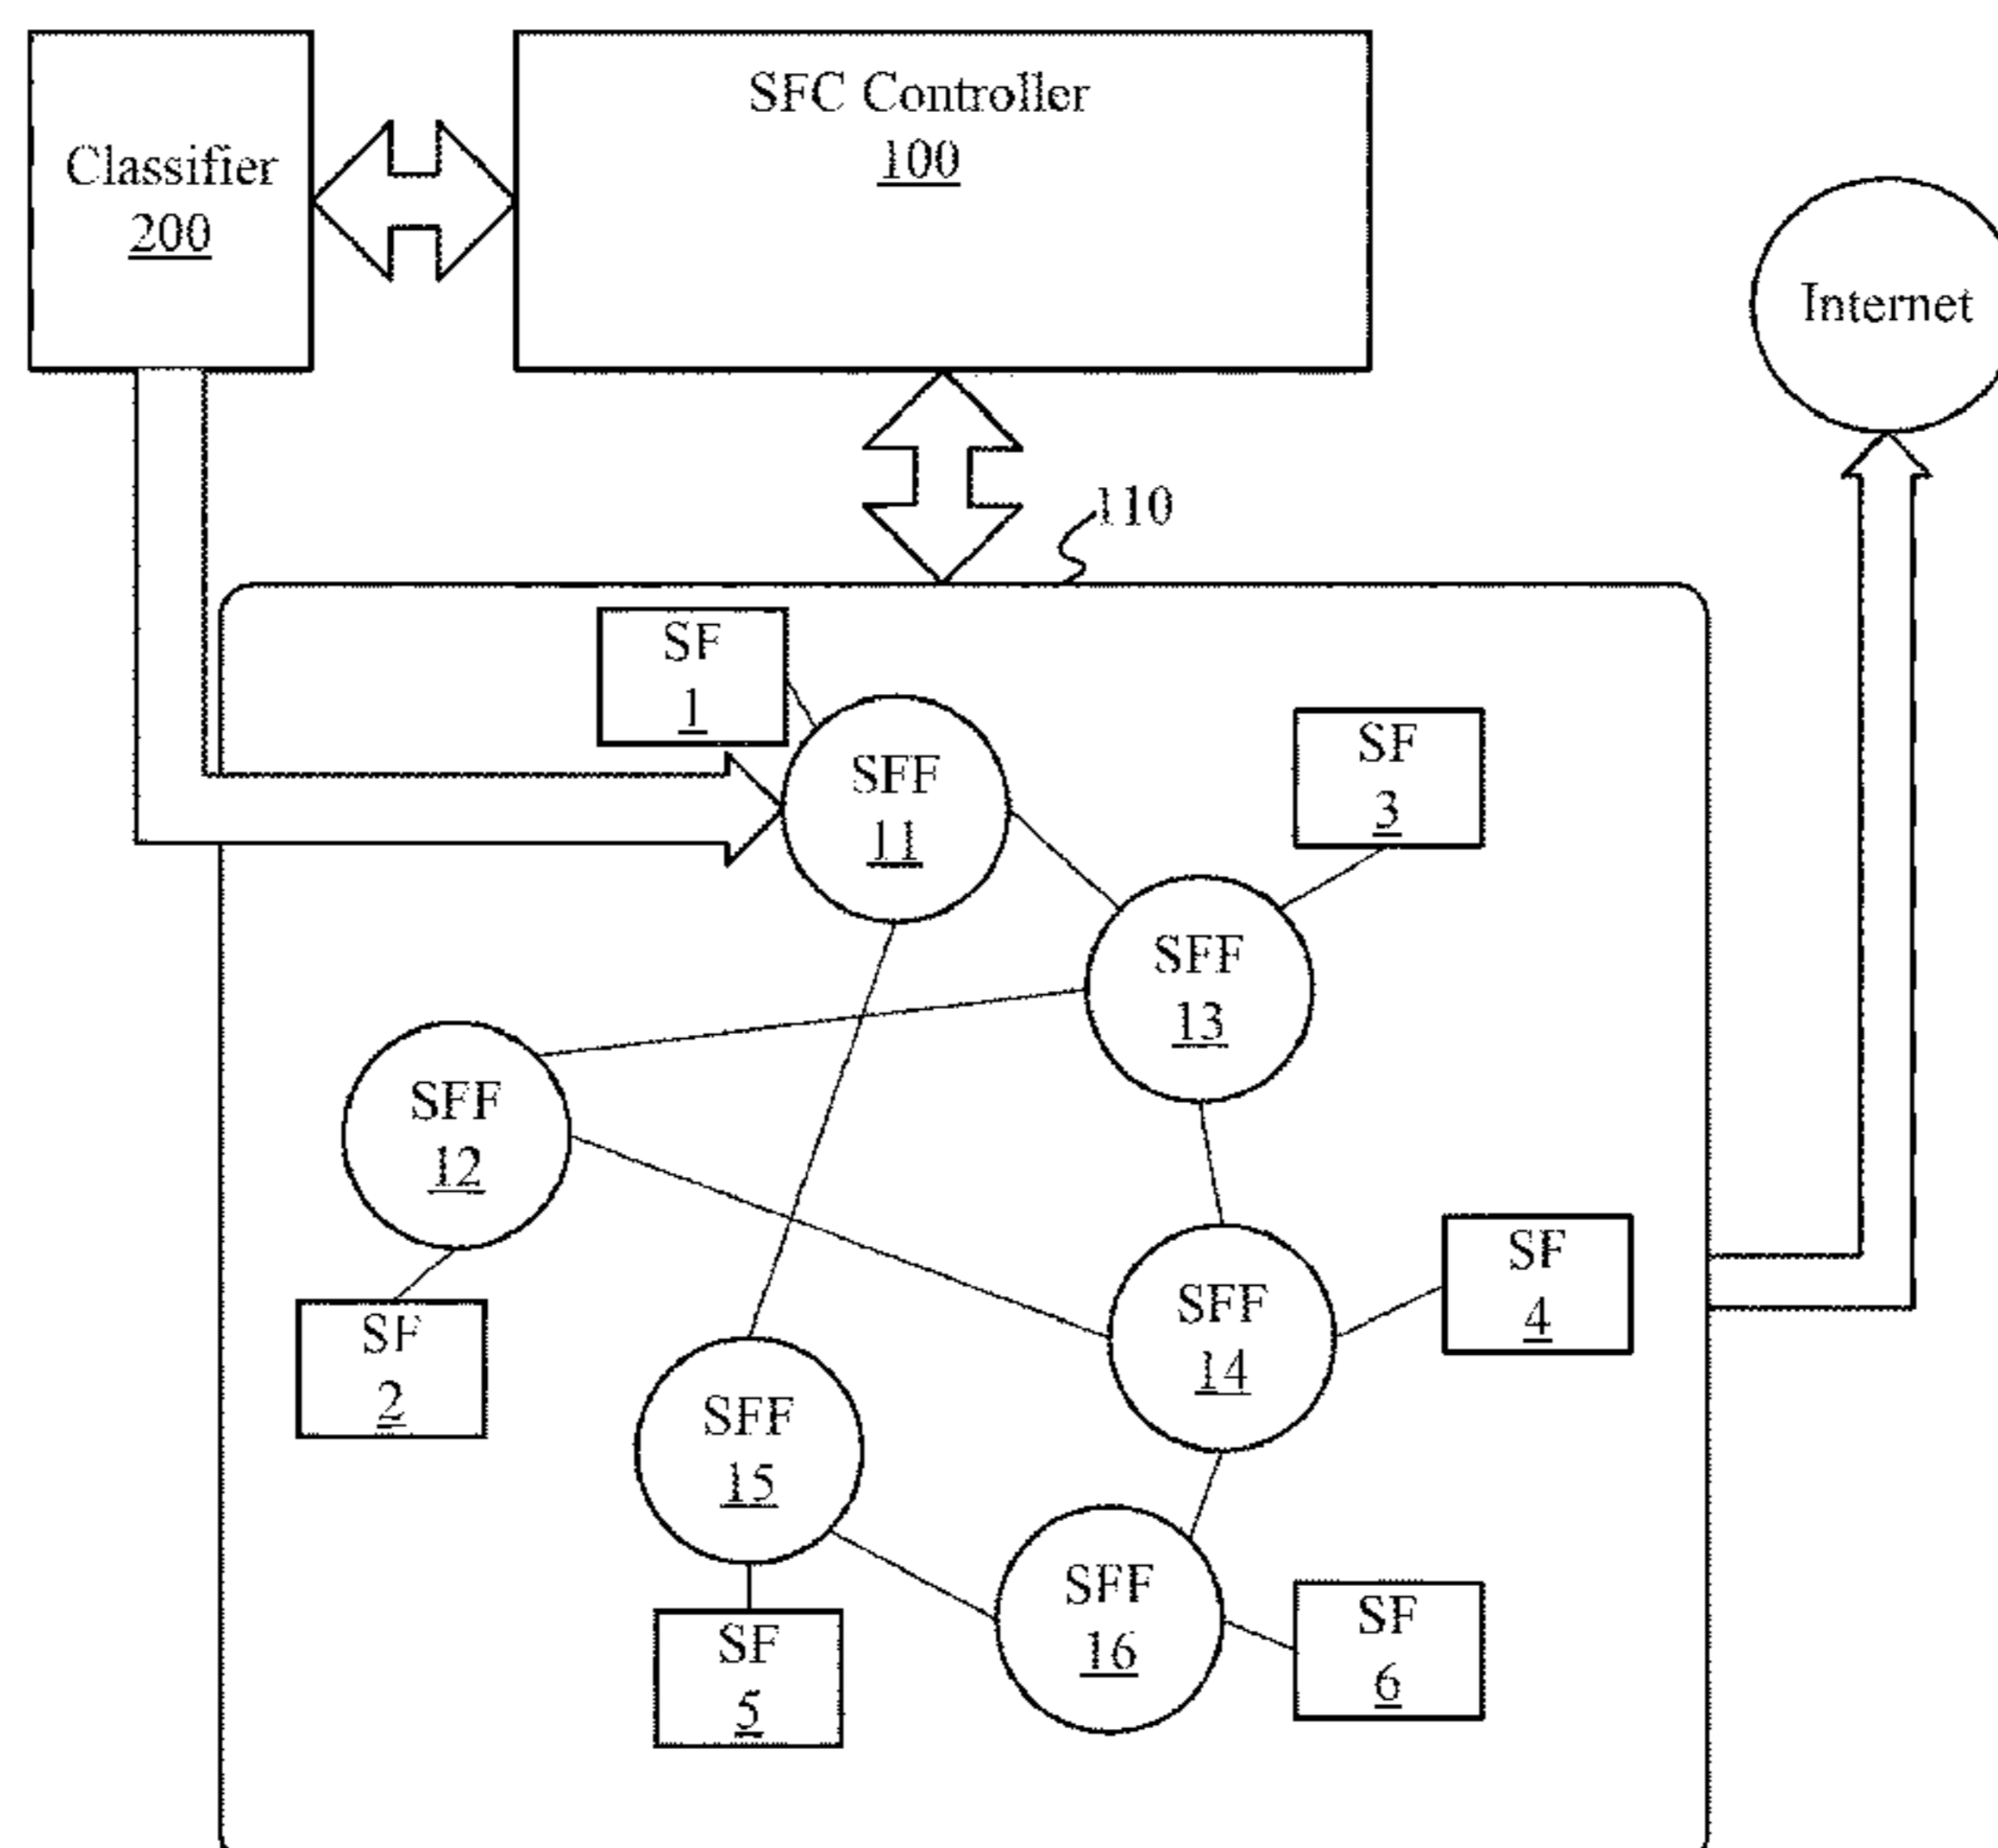 Classifier
200
SFC Controller
100
Internet
110
SF
1
SFF
11
SF
3
SFF
13
SFF
12
SF
2
SFF
14
SF
4
SFF
15
SF
5
SFF
16
SF
6